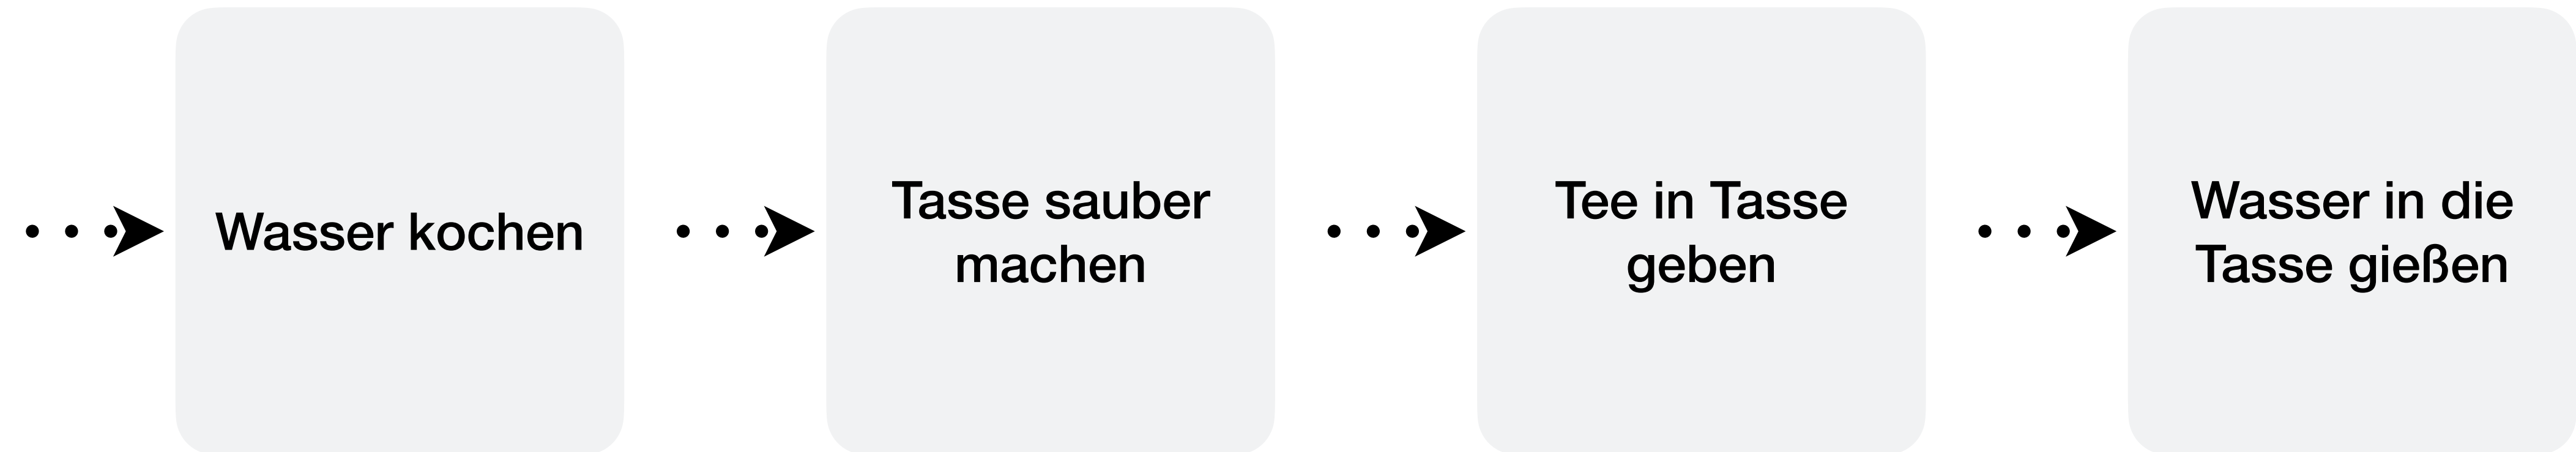 Wasser kochen
Tasse sauber
machen
Tee in Tasse
geben
Wasser in die
Tasse gießen